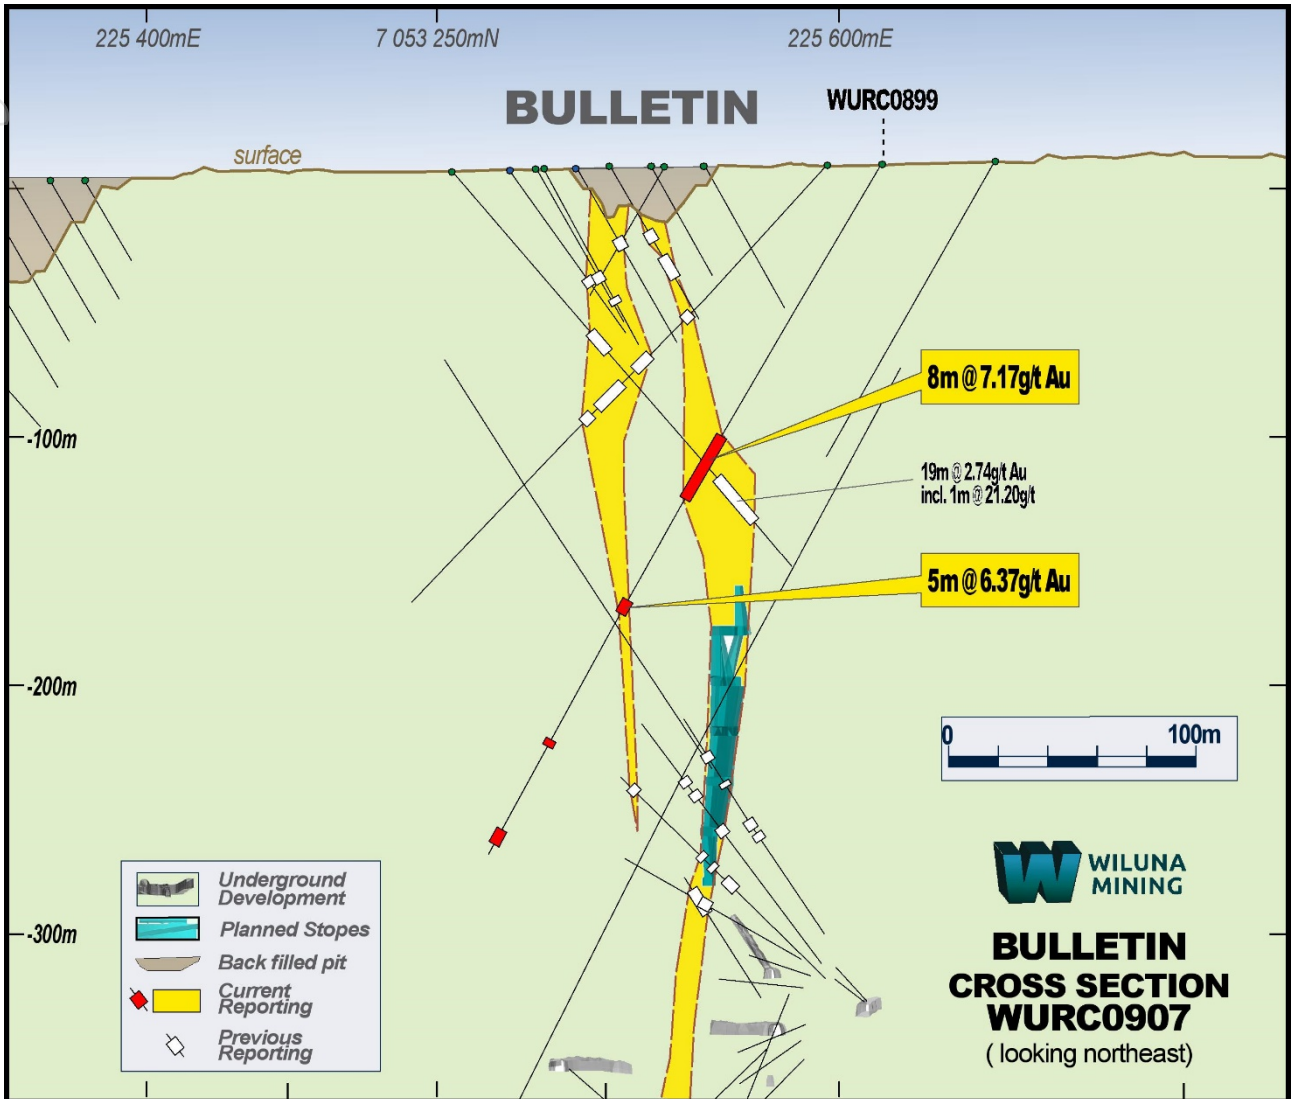 225 400mE
7 053 250mN
225 600mE
BULLETIN
WURC0899
surface
8m @ 7.17g/t Au
-100m
19m @ 2.74g/t Au
incl. 1m @ 21.20g/t
5m @ 6.37g/t Au
-200m
0
100m
WILUNA
MINING
-300m
Underground
Development
Planned Stopes
Back filled pit
Current
Reporting
Previous
Reporting
BULLETIN
CROSS SECTION
WURC0907
( looking northeast)